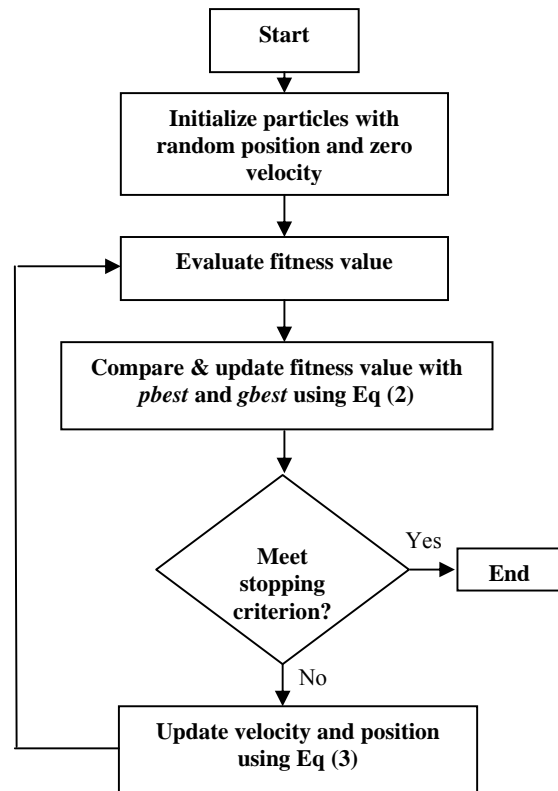 Start
Initialize particles with
random position and zero
velocity
Evaluate fitness value
Compare & update fitness value with
pbest and gbest using Eq (2)
Meet
stopping
criterion?
Yes
End
No
Update velocity and position
using Eq (3)